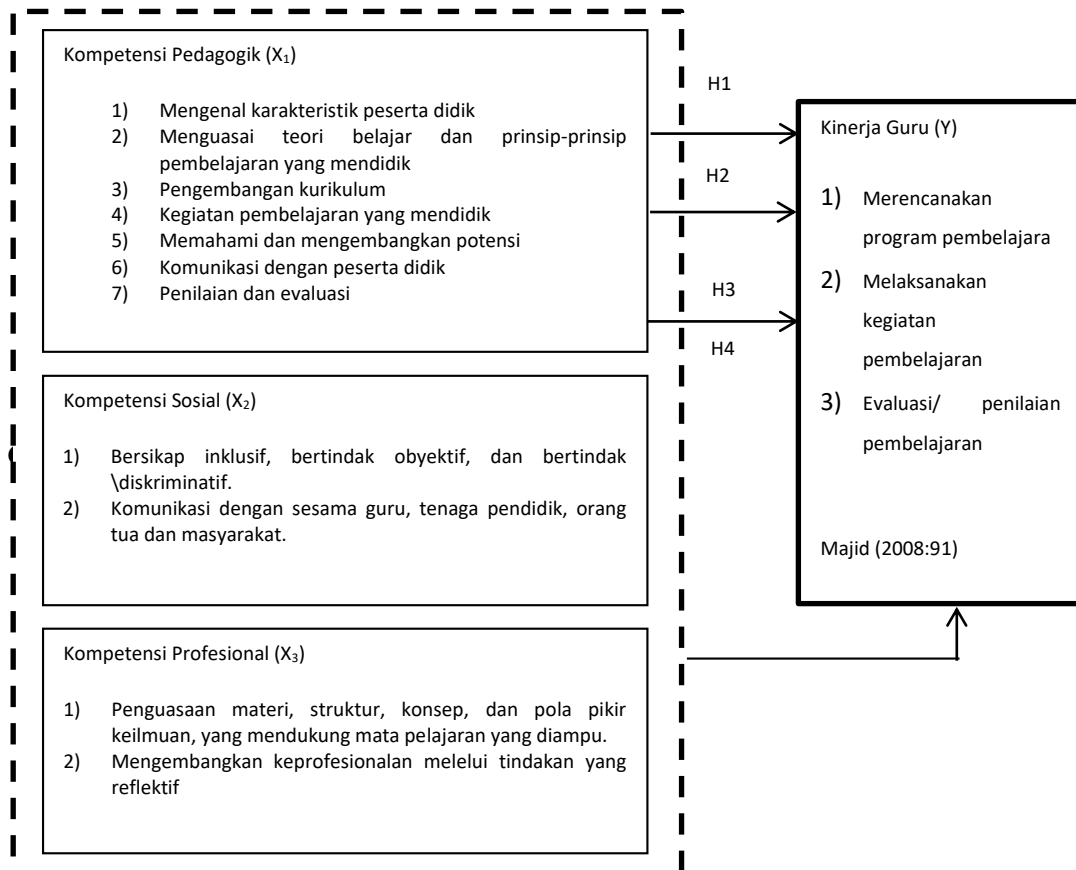 Kompetensi Pedagogik (X₁)
1) Mengenal karakteristik peserta didik
2) Menguasai teori belajar dan prinsip-prinsip
pembelajaran yang mendidik
3) Pengembangan kurikulum
4) Kegiatan pembelajaran yang mendidik
5) Memahami dan mengembangkan potensi
6) Komunikasi dengan peserta didik
7) Penilaian dan evaluasi
Kompetensi Sosial (X₂)
1) Bersikap inklusif, bertindak obyektif, dan bertindak
\diskriminatif.
2) Komunikasi dengan sesama guru, tenaga pendidik, orang
tua dan masyarakat.
Kompetensi Profesional (X₃)
1) Penguasaan materi, struktur, konsep, dan pola pikir
keilmuan, yang mendukung mata pelajaran yang diampu.
2) Mengembangkan keprofesionalan melelui tindakan yang
reflektif
H1
H2
H3
H4
Kinerja Guru (Y)
1) Merencanakan
program pembelajara
2) Melaksanakan
kegiatan
pembelajaran
3) Evaluasi/ penilaian
pembelajaran
Majid (2008:91)